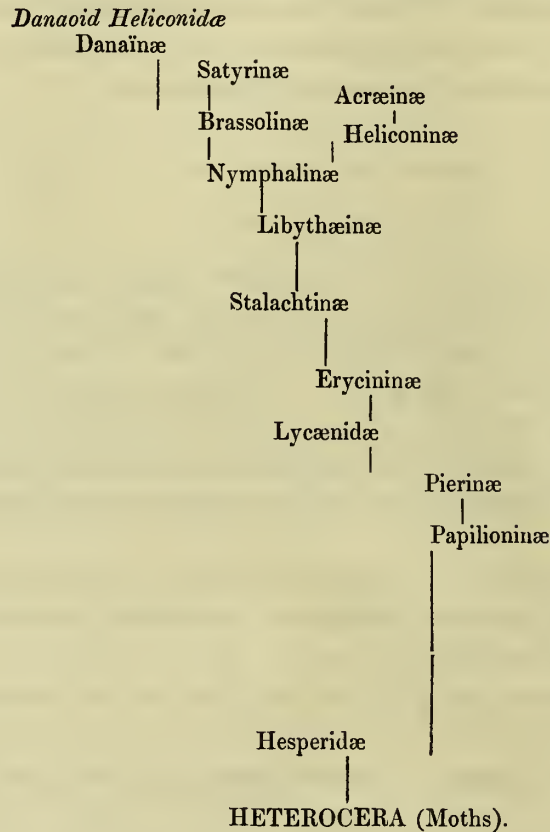 Danaoid Heliconidæ
Danaïnæ
Satyrinæ
Acræinæ
Brassolinæ
Heliconinæ
Nymphalinæ
Libythæinæ
Stalachtinæ
Erycininæ
Lycænidæ
Pierinæ
Papilioninæ
Hesperidæ
HETEROCERA (Moths).